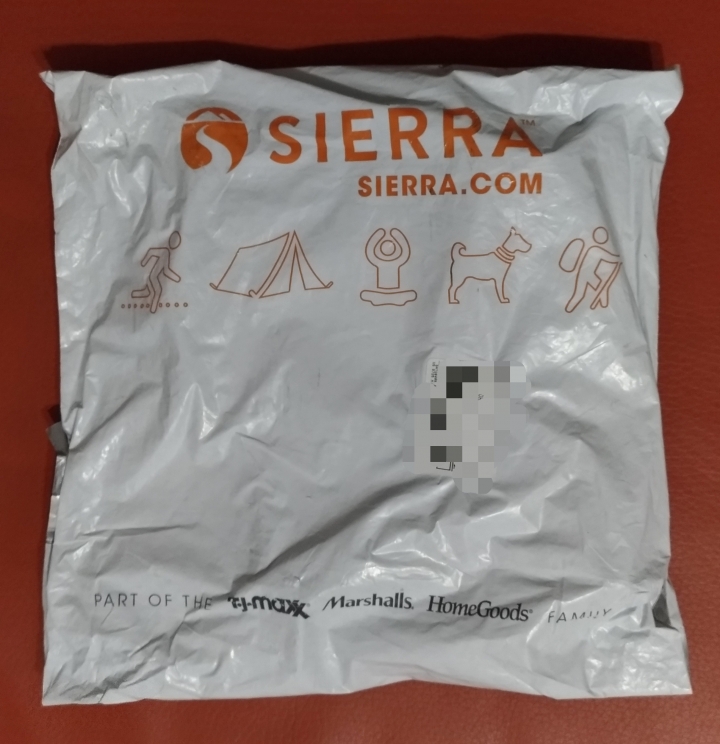 SIERRA™
SIERRA.COM
PART OF THE T•J•maxx® Marshalls. HomeGoods® FAMILY